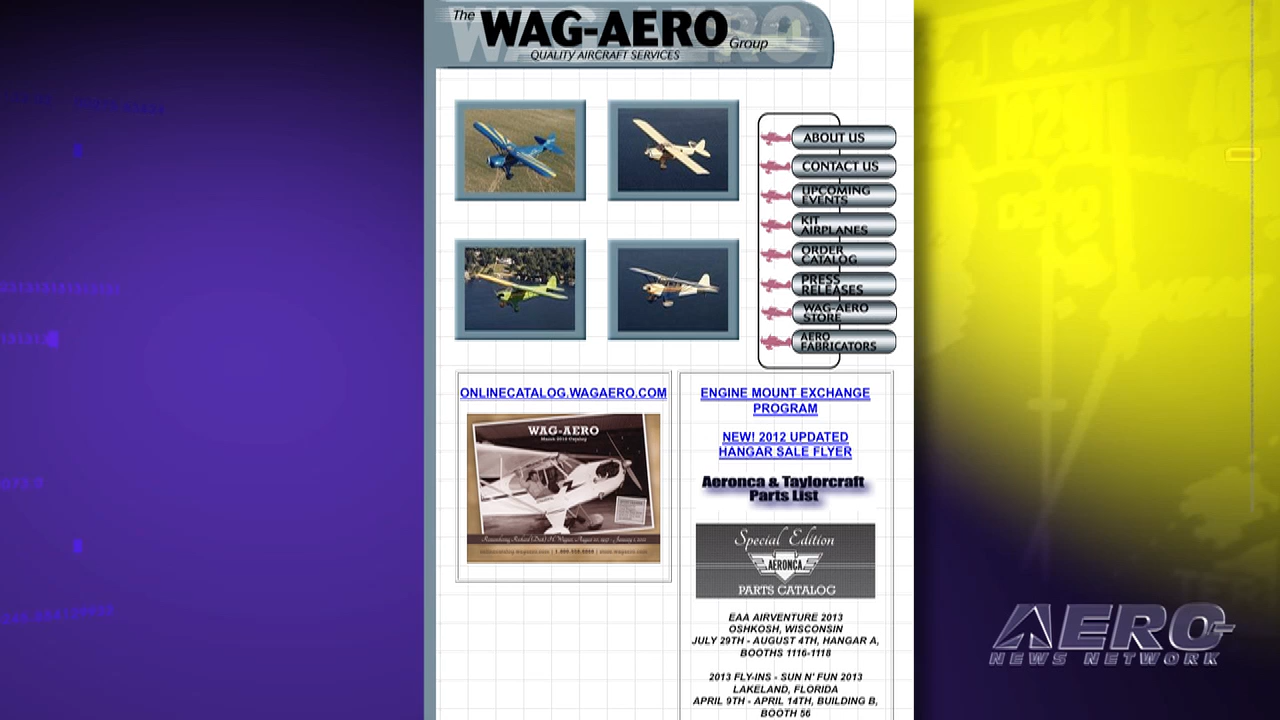 The WAG-AERO Group
QUALITY AIRCRAFT SERVICES
ABOUT US
CONTACT US
UPCOMING
EVENTS
KIT
AIRPLANES
ORDER
CATALOG
PRESS
RELEASES
WAG-AERO
STORE
AERO
FABRICATORS
ONLINECATALOG.WAGAERO.COM
WAG-AERO
ENGINE MOUNT EXCHANGE
PROGRAM
NEW! 2012 UPDATED
HANGAR SALE FLYER
Aeronca & Taylorcraft
Parts List
Special Edition
AERONCA
PARTS CATALOG
EAA AIRVENTURE 2013
OSHKOSH, WISCONSIN
JULY 29TH - AUGUST 4TH, HANGAR A,
BOOTHS 1116-1118
2013 FLY-INS - SUN N' FUN 2013
LAKELAND, FLORIDA
APRIL 9TH - APRIL 14TH, BUILDING B,
BOOTH 56
AERO-
NEWS NETWORK
DEMO